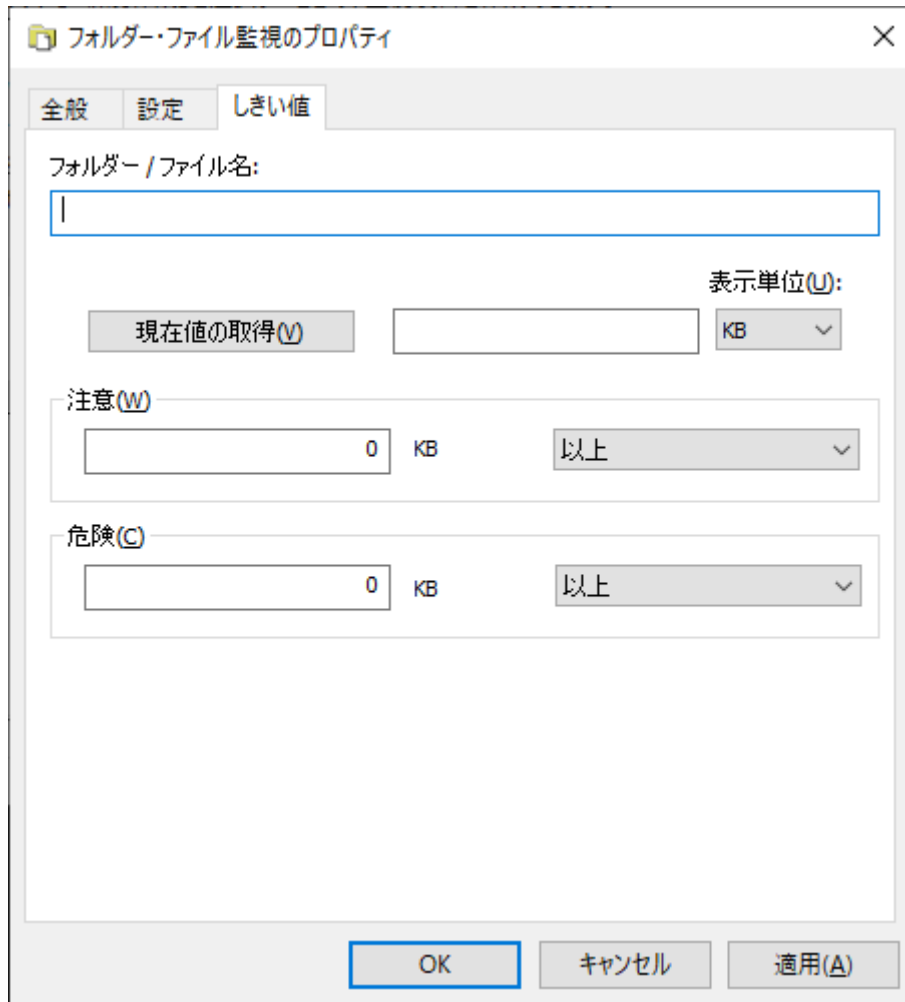 フォルダー・ファイル監視のプロパティ
全般 設定 しきい値
フォルダー / ファイル名:
表示単位(U):
現在値の取得(V) KB
注意(W)
0 KB 以上
危険(C)
0 KB 以上
OK キャンセル 適用(A)